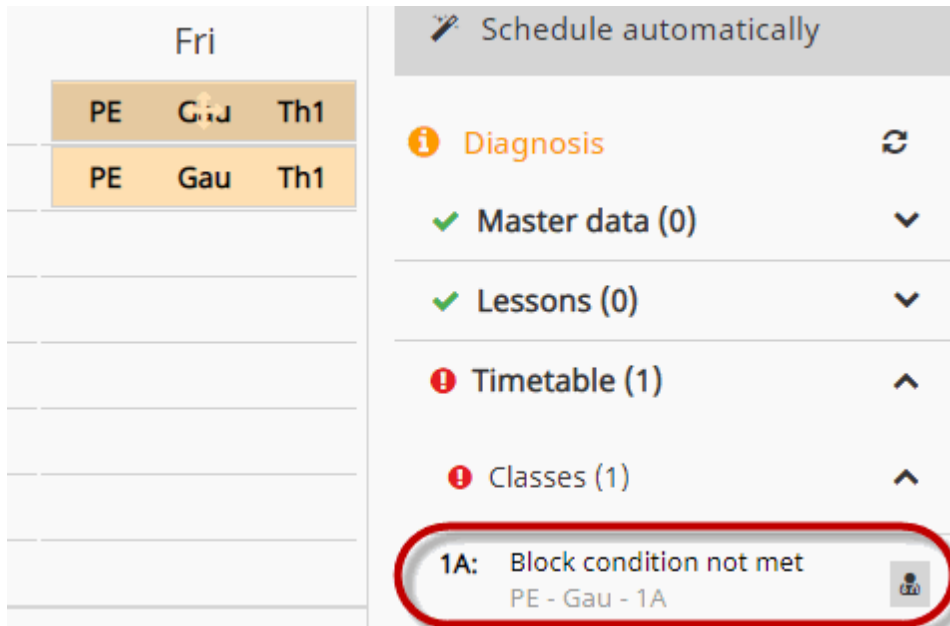 Fri
PE Gau Th1
PE Gau Th1
Schedule automatically
Diagnosis
Master data (0)
Lessons (0)
Timetable (1)
Classes (1)
1A: Block condition not met
PE - Gau - 1A